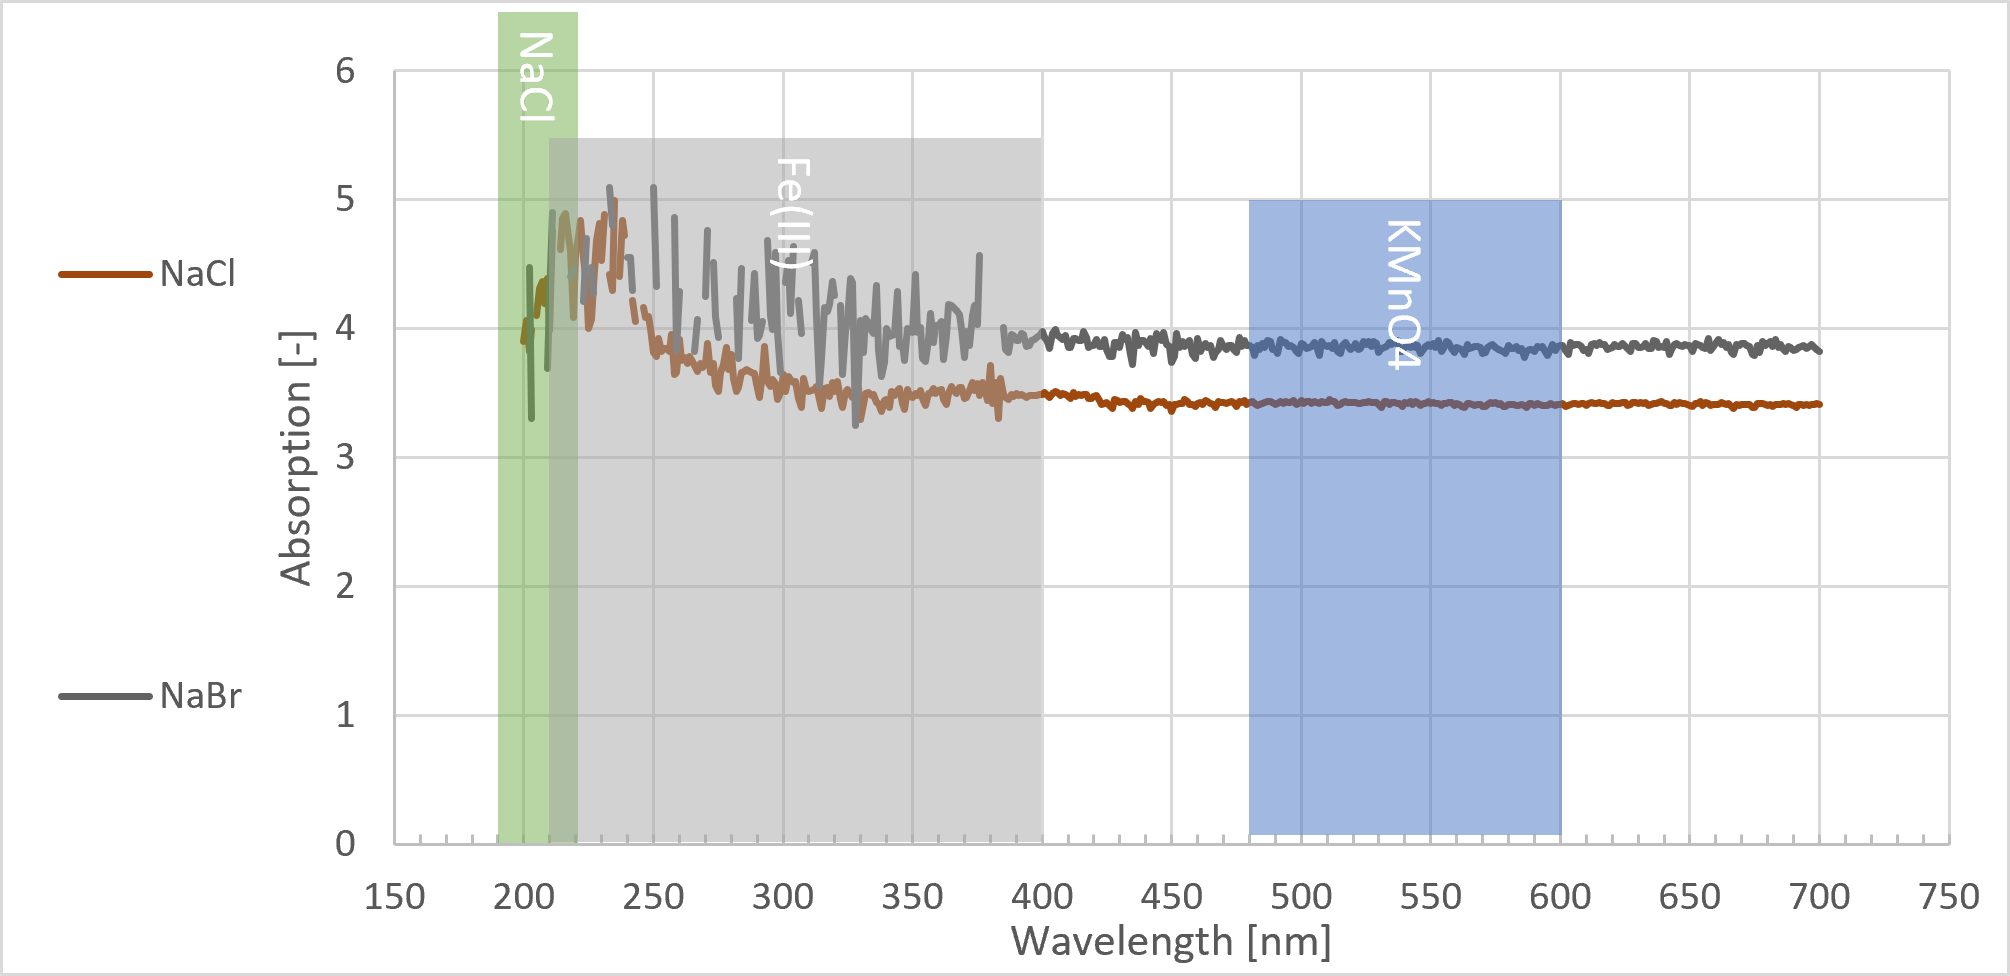 NaCl
Fe(III)
KMnO4
NaCl
NaBr
Absorption [-]
6
5
4
3
2
1
0
150 200 250 300 350 400 450 500 550 600 650 700 750
Wavelength [nm]